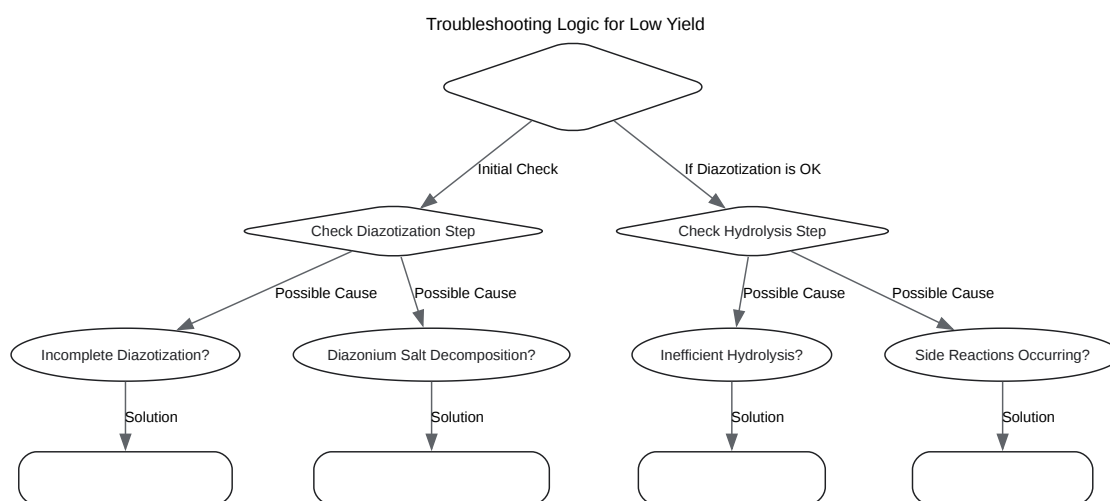 Troubleshooting Logic for Low Yield
Initial Check
If Diazotization is OK
Check Diazotization Step
Check Hydrolysis Step
Possible Cause
Possible Cause
Possible Cause
Possible Cause
Incomplete Diazotization?
Diazonium Salt Decomposition?
Inefficient Hydrolysis?
Side Reactions Occurring?
Solution
Solution
Solution
Solution